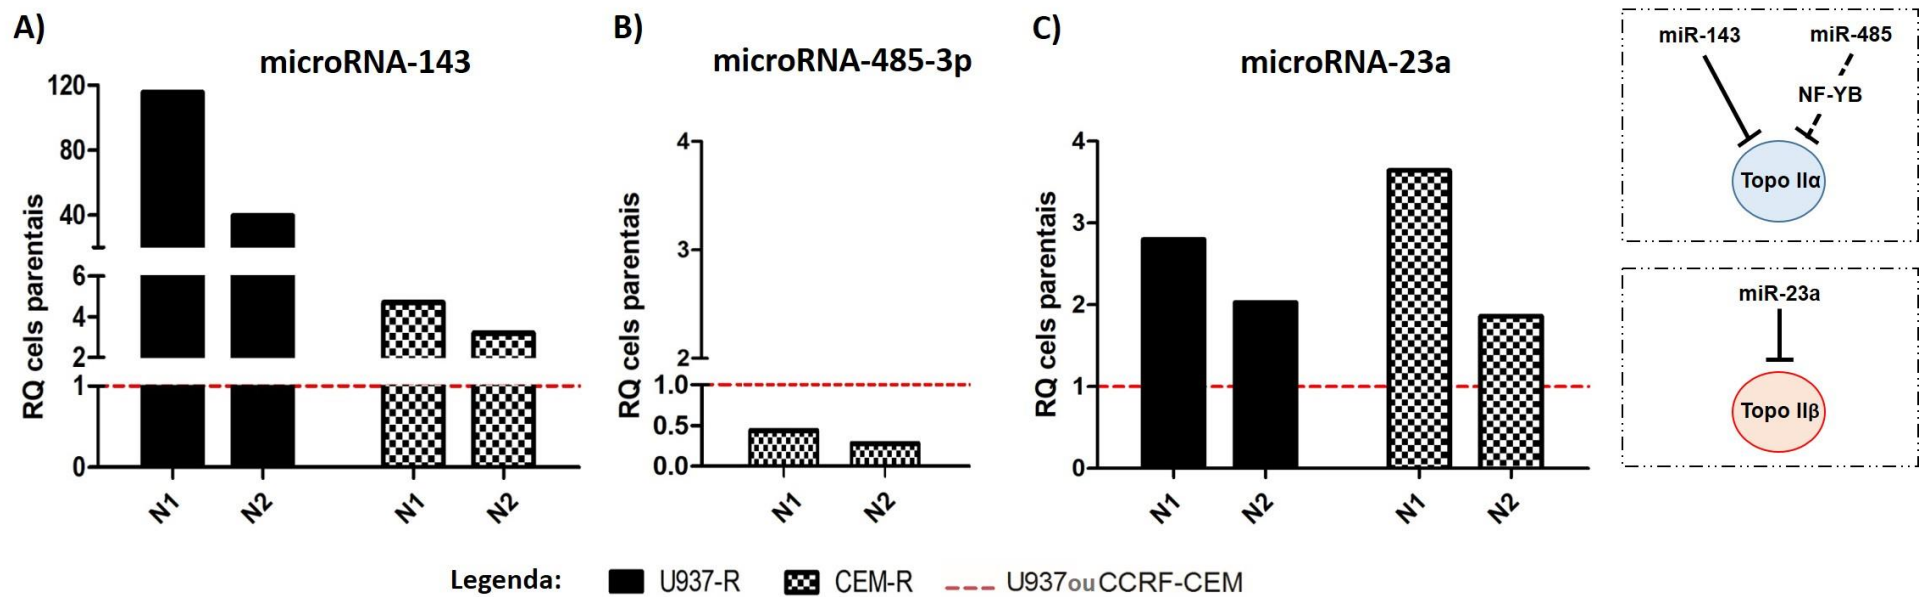 A)
microRNA-143
RQ cels parentais
120
80
40
6
4
2
1
0
N1
N2
N1
N2
B)
microRNA-485-3p
RQ cels parentais
4
3
2
1.0
0.5
0.0
N1
N2
C)
microRNA-23a
RQ cels parentais
4
3
2
1
0
N1
N2
N1
N2
miR-143
miR-485
NF-YB
Topo IIα
miR-23a
Topo IIβ
Legenda: U937-R CEM-R U937ouCCRF-CEM